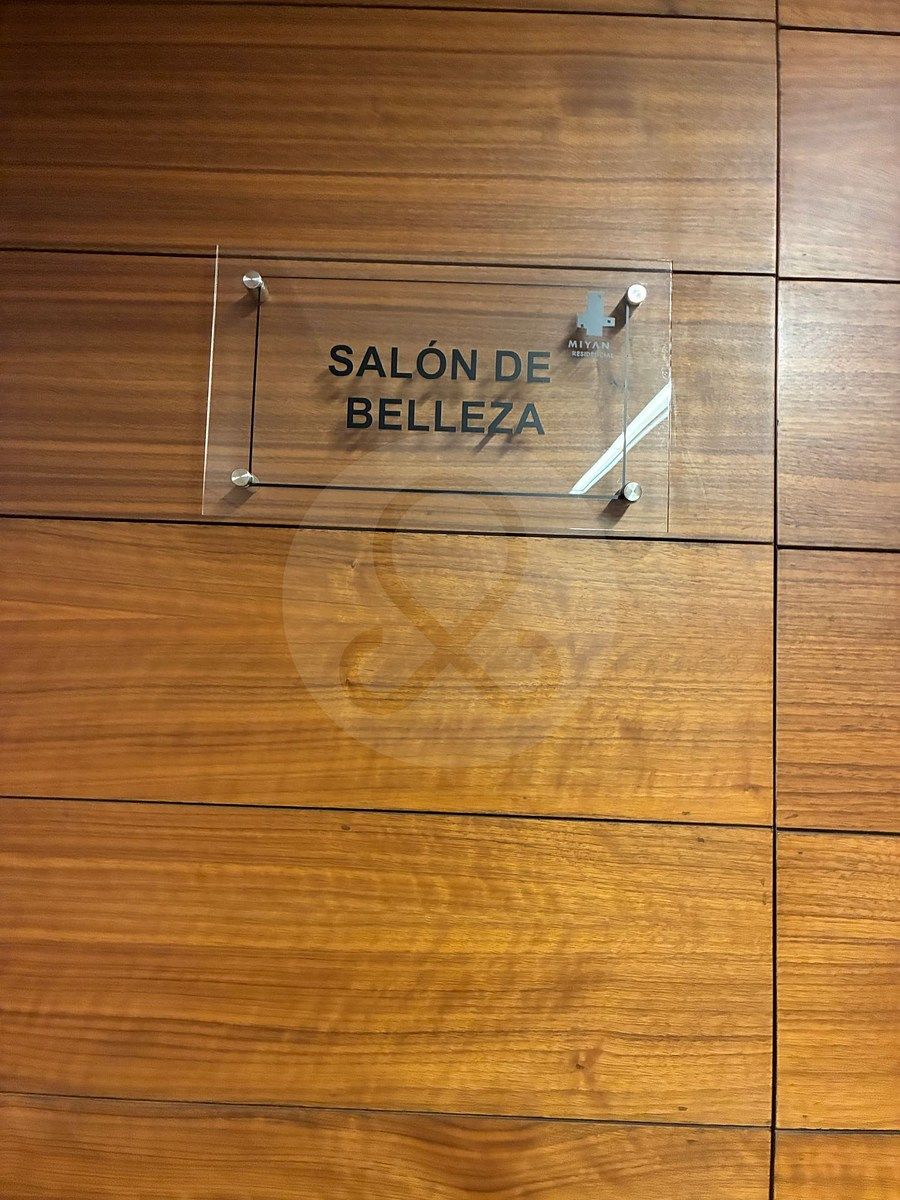 SALÓN DE
BELLEZA
MIYAN
RESIDENCIAL